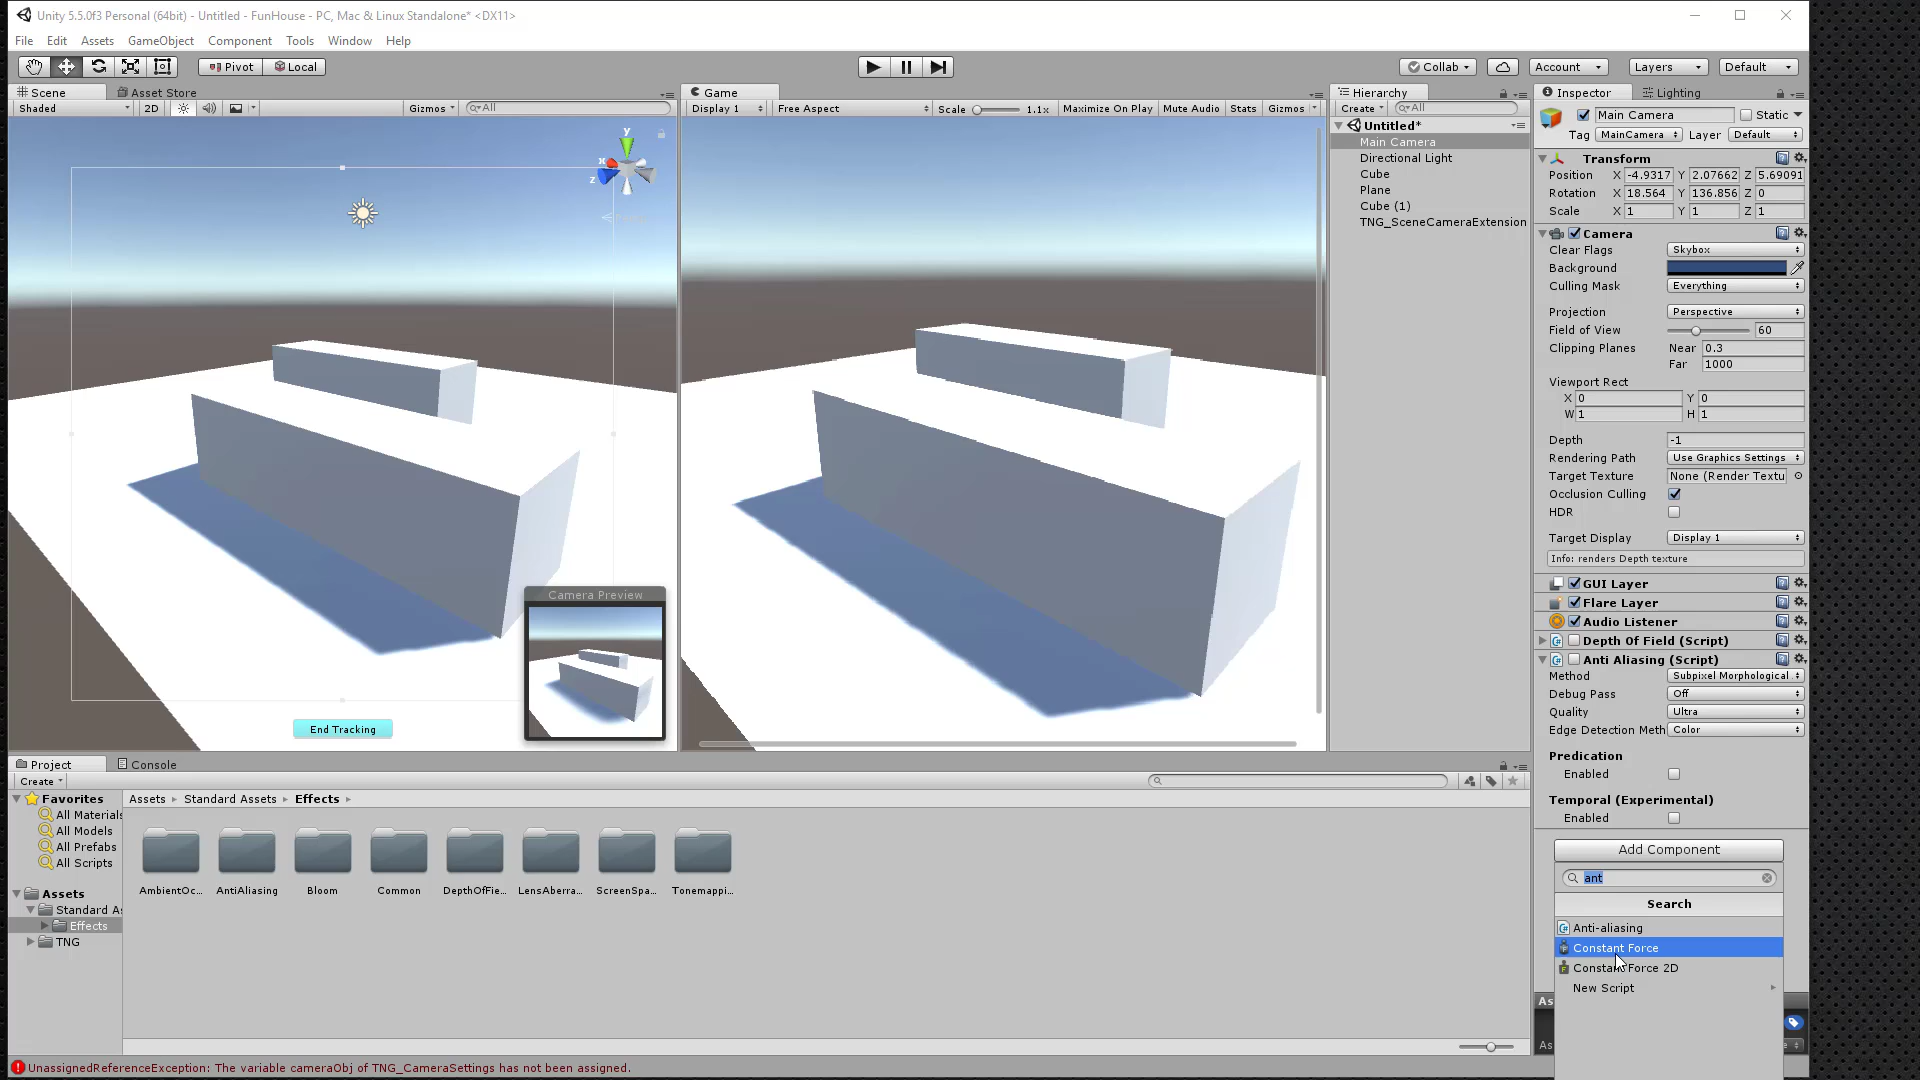 Unity 5.5.0f3 Personal (64bit) - Untitled - FunHouse - PC, Mac & Linux Standalone* <DX11>
File Edit Assets GameObject Component Tools Window Help
Pivot Local Collab Account Layers Default
Scene Asset Store
Shaded 2D Gizmos All
Game
Display 1 Free Aspect Scale 1.1x Maximize On Play Mute Audio Stats Gizmos
y
x
z
Camera Preview
End Tracking
Hierarchy
Create All
Untitled*
Main Camera
Directional Light
Cube
Plane
Cube (1)
TNG_SceneCameraExtension
Inspector Lighting
Main Camera Static
Tag MainCamera Layer Default
Transform
Position X -4.9317 Y 2.07662 Z 5.69091
Rotation X 18.564 Y 136.856 Z 0
Scale X 1 Y 1 Z 1
Camera
Clear Flags Skybox
Background
Culling Mask Everything
Projection Perspective
Field of View 60
Clipping Planes Near 0.3
Far 1000
Viewport Rect
X 0 Y 0
W 1 H 1
Depth -1
Rendering Path Use Graphics Settings
Target Texture None (Render Textu
Occlusion Culling
HDR
Target Display Display 1
Info: renders Depth texture
GUI Layer
Flare Layer
Audio Listener
Depth Of Field (Script)
Anti Aliasing (Script)
Method Subpixel Morphological
Debug Pass Off
Quality Ultra
Edge Detection Meth Color
Predication
Enabled
Temporal (Experimental)
Enabled
Add Component
ant
Search
Anti-aliasing
Constant Force
Constant Force 2D
New Script
As
As
Project Console
Create
Favorites
All Materials
All Models
All Prefabs
All Scripts
Assets
Standard As
Effects
TNG
Assets Standard Assets Effects
AmbientOc... AntiAliasing Bloom Common DepthOfFie... LensAberra... ScreenSpa... Tonemappi...
UnassignedReferenceException: The variable cameraObj of TNG_CameraSettings has not been assigned.